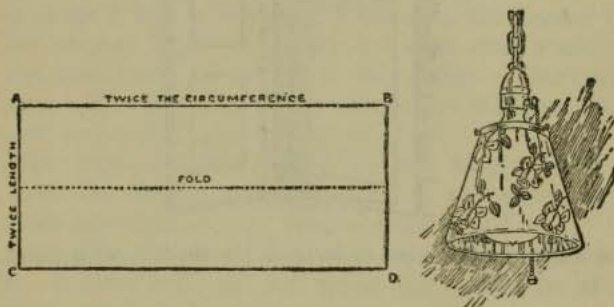 A TWICE THE CIRCUMFERENCE B
TWICE LENGTH
FOLD
C D.